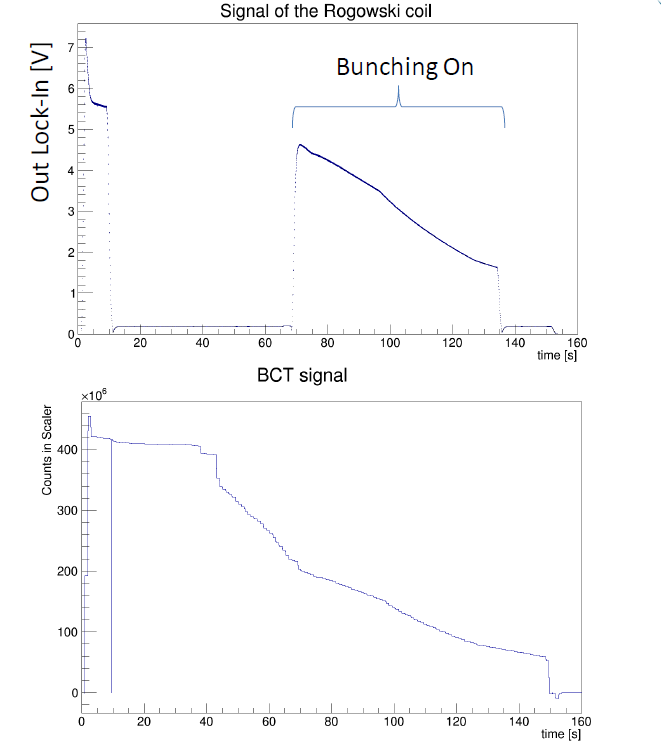 Signal of the Rogowski coil
Out Lock-In [V]
Bunching On
7
6
5
4
3
2
1
0
0 20 40 60 80 100 120 140 160
time [s]
BCT signal
×10⁶
Counts in Scaler
400
300
200
100
0
0 20 40 60 80 100 120 140 160
time [s]